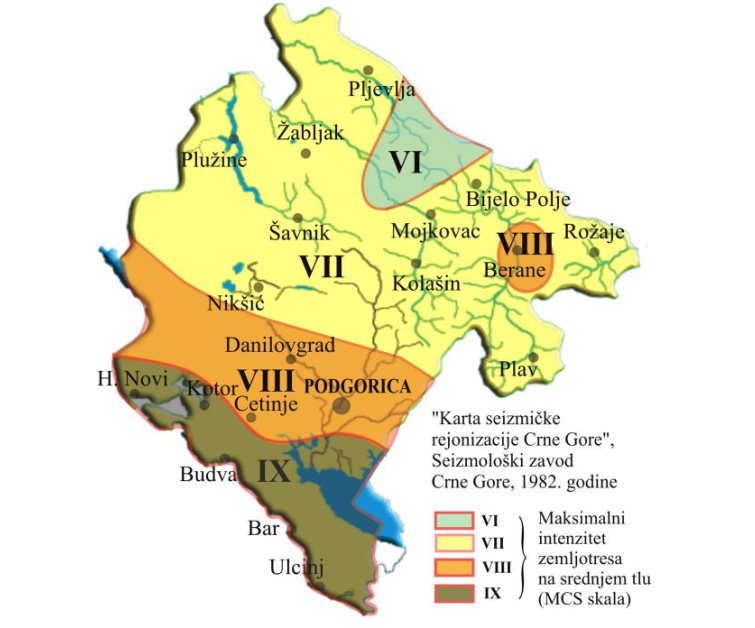 Pljevlja
Žabljak
Plužine
VI
Bijelo Polje
Šavnik
Mojkovac
VIII
Rožaje
VII
Berane
Kolašin
Nikšić
Danilovgrad
Plav
H. Novi
Kotor
VIII
PODGORICA
Cetinje
"Karta seizmičke
rejonizacije Crne Gore",
Seizmološki zavod
Crne Gore, 1982. godine
Budva
IX
Bar
Ulcinj
VI
VII
VIII
IX
Maksimalni
intenzitet
zemljotresa
na srednjem tlu
(MCS skala)